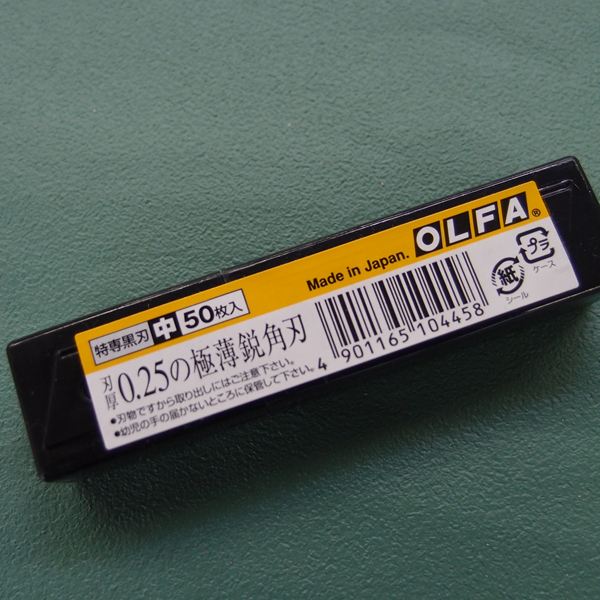 特専黒刃 中 50枚入 Made in Japan. OLFA®
刃厚 0.25の極薄鋭角刃
●刃物ですから取り出しにはご注意下さい。
●幼児の手の届かないところに保管して下さい。
4 901165 104458
紙 シール
プラ ケース